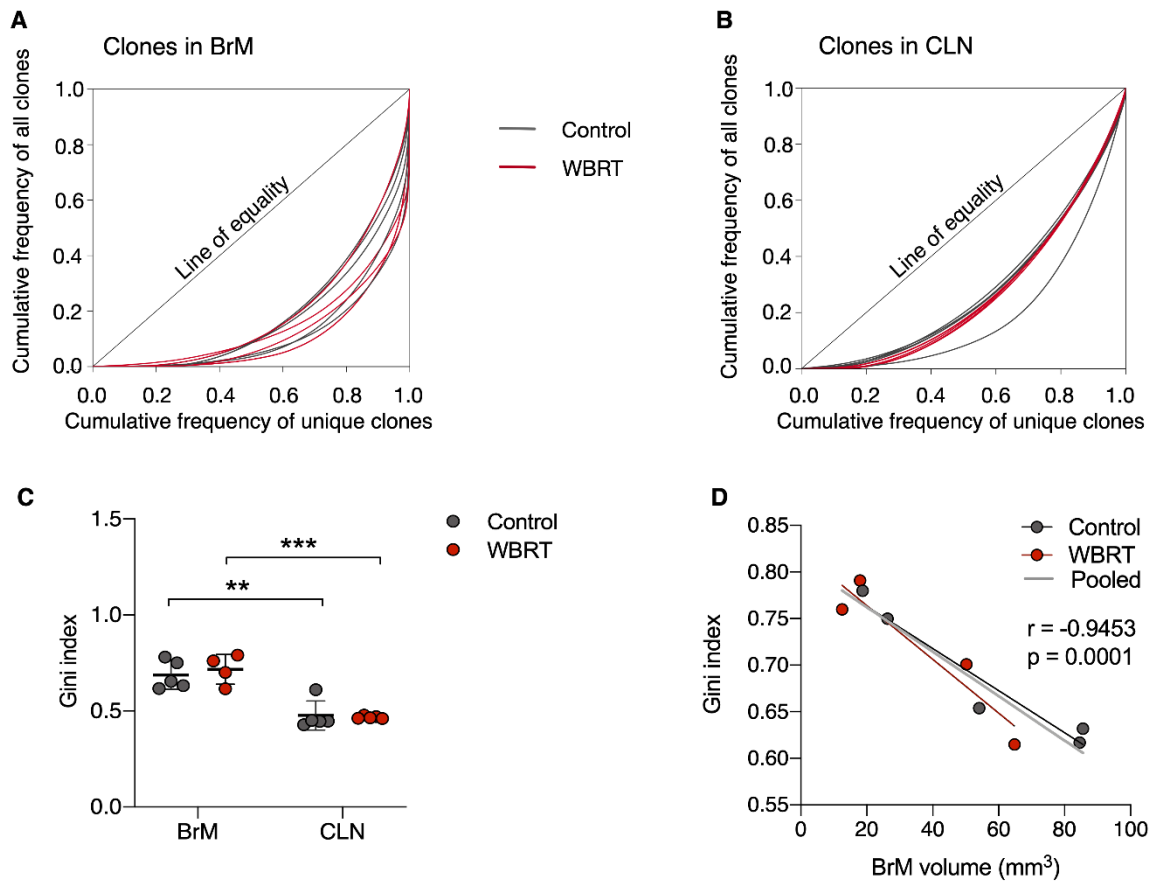 A
Clones in BrM
Cumulative frequency of all clones
1.0
0.8
0.6
0.4
0.2
0.0
Line of equality
0.0 0.2 0.4 0.6 0.8 1.0
Cumulative frequency of unique clones
Control
WBRT
B
Clones in CLN
Cumulative frequency of all clones
1.0
0.8
0.6
0.4
0.2
0.0
Line of equality
0.0 0.2 0.4 0.6 0.8 1.0
Cumulative frequency of unique clones
C
Gini index
1.5
1.0
0.5
0.0
***
**
BrM CLN
Control
WBRT
D
Gini index
0.85
0.80
0.75
0.70
0.65
0.60
0.55
Control
WBRT
Pooled
r = -0.9453
p = 0.0001
0 20 40 60 80 100
BrM volume (mm³)